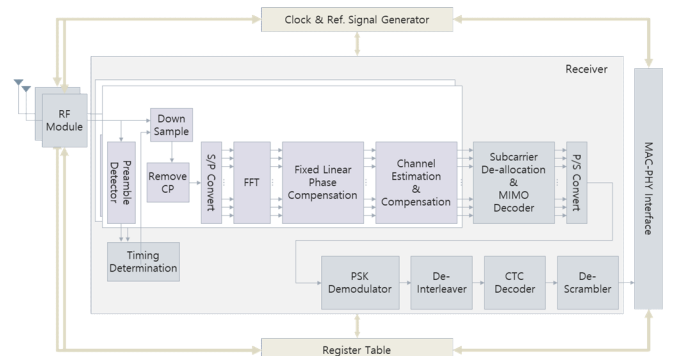 Clock & Ref. Signal Generator
Receiver
RF
Module
Down
Sample
Preamble
Detector
Remove
CP
S/P Convert
FFT
Fixed Linear
Phase
Compensation
Channel
Estimation
&
Compensation
Subcarrier
De-allocation
&
MIMO
Decoder
P/S Convert
MAC-PHY Interface
Timing
Determination
PSK
Demodulator
De-
Interleaver
CTC
Decoder
De-
Scrambler
Register Table